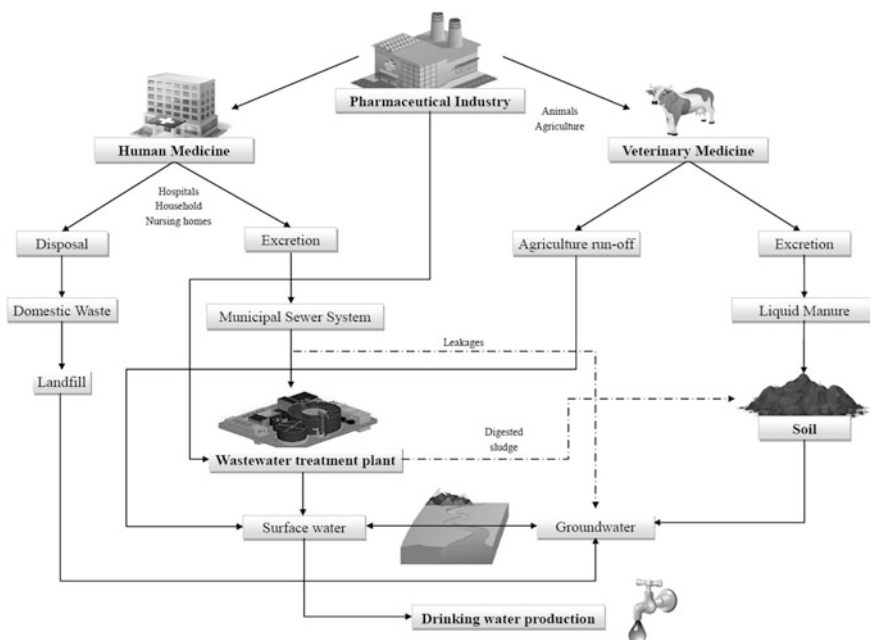 Pharmaceutical Industry
Animals
Agriculture
Human Medicine
Veterinary Medicine
Hospitals
Household
Nursing homes
Disposal
Excretion
Agriculture run-off
Excretion
Domestic Waste
Municipal Sewer System
Liquid Manure
Leakages
Landfill
Soil
Digested
sludge
Wastewater treatment plant
Surface water
Groundwater
Drinking water production